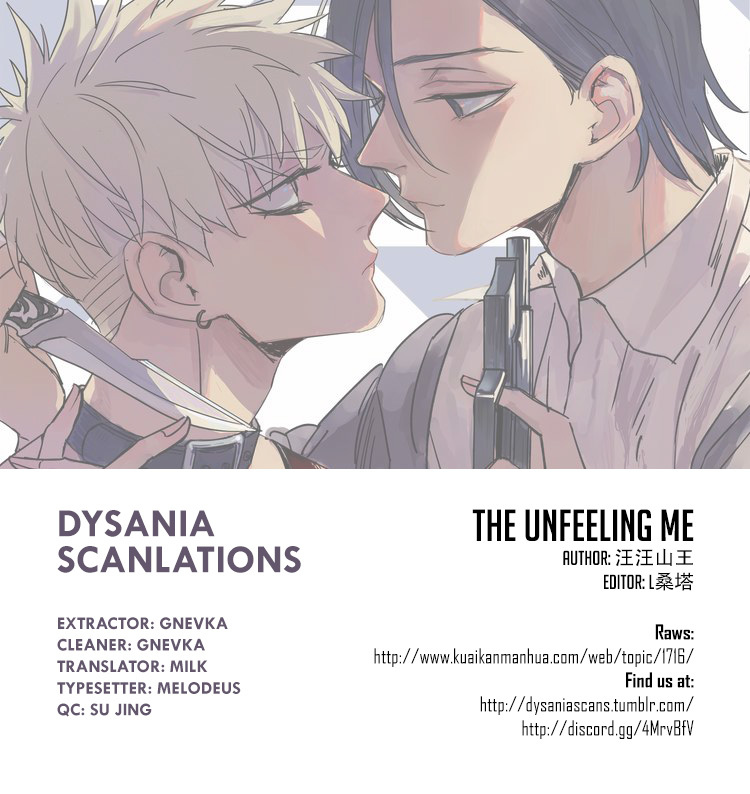 DYSANIA
SCANLATIONS
EXTRACTOR: GNEVKA
CLEANER: GNEVKA
TRANSLATOR: MILK
TYPESETTER: MELODEUS
QC: SU JING
THE UNFEELING ME
AUTHOR: 汪汪山王
EDITOR: L桑塔
Raws:
http://www.kuaikanmanhua.com/web/topic/1716/
Find us at:
http://dysaniascans.tumblr.com/
http://discord.gg/4MrvBfV